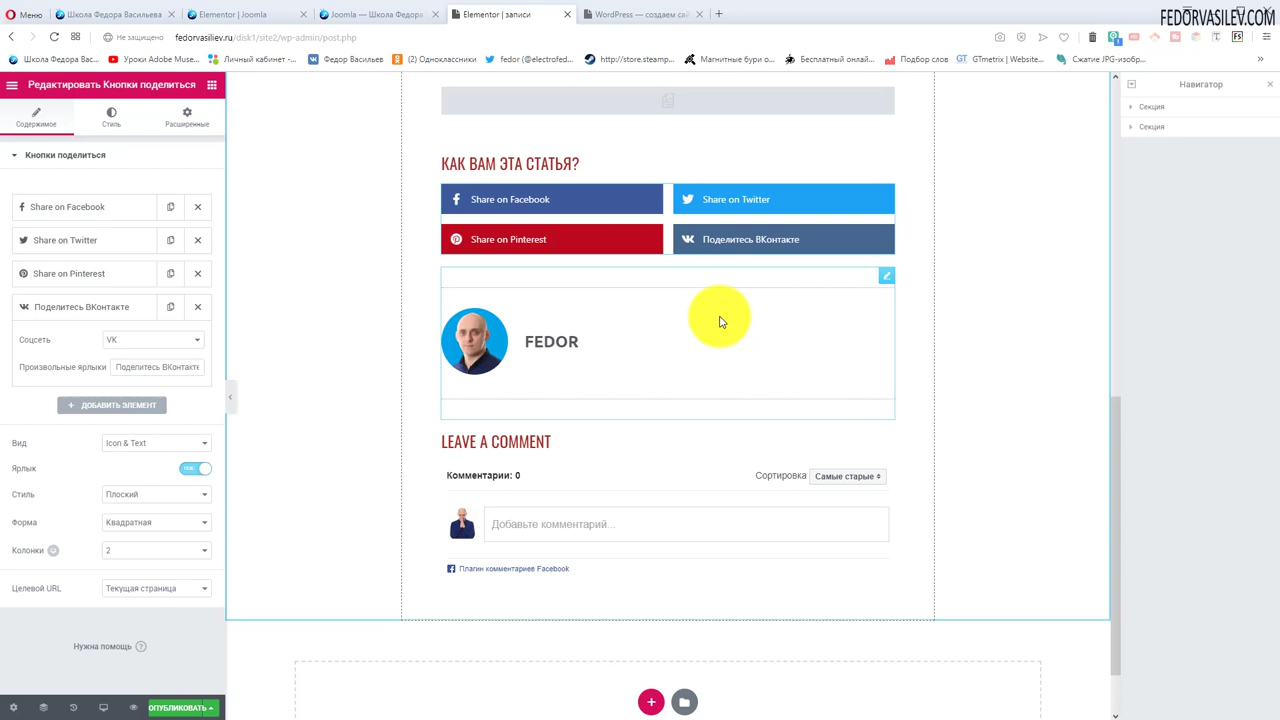 Меню
Школа Федора Васильева
Elementor | Joomla
Joomla — Школа Федора
Elementor | записи
WordPress — создаем сай
FEDORVASILEV.COM
Не защищено
fedorvasiliev.ru/disk1/site2/wp-admin/post.php
Школа Федора Вас...
Уроки Adobe Muse...
Личный кабинет -...
Федор Васильев
(2) Одноклассники
fedor (@electrofed...
http://store.steamp...
Магнитные бури о...
Бесплатный онлай...
Подбор слов
GTmetrix | Website...
Сжатие JPG-изобр...
Редактировать Кнопки поделиться
Содержимое
Стиль
Расширенные
Кнопки поделиться
Share on Facebook
Share on Twitter
Share on Pinterest
Поделитесь ВКонтакте
Соцсеть
VK
Произвольные ярлыки
Поделитесь ВКонтакте
ДОБАВИТЬ ЭЛЕМЕНТ
Вид
Icon & Text
Ярлык
Стиль
Плоский
Форма
Квадратная
Колонки
2
Целевой URL
Текущая страница
Нужна помощь
ОПУБЛИКОВАТЬ
КАК ВАМ ЭТА СТАТЬЯ?
Share on Facebook
Share on Twitter
Share on Pinterest
Поделитесь ВКонтакте
FEDOR
LEAVE A COMMENT
Комментарии: 0
Сортировка
Самые старые
Добавьте комментарий...
Плагин комментариев Facebook
Навигатор
Секция
Секция